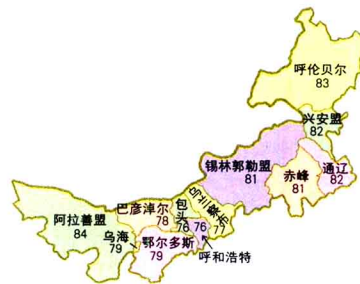 呼伦贝尔
83
兴安盟
82
锡林郭勒盟
81
通辽
82
赤峰
81
乌兰察布
77
包头
76
76
呼和浩特
巴彦淖尔
78
鄂尔多斯
79
乌海
79
阿拉善盟
84